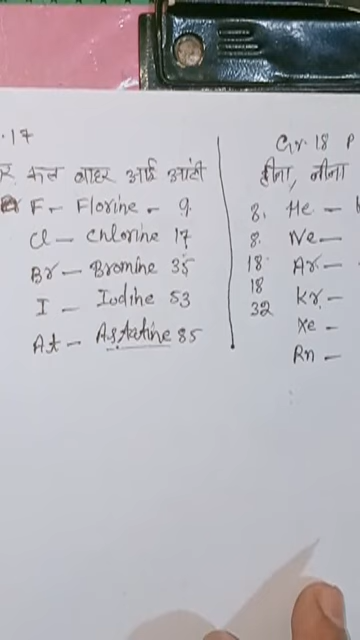 .17
र कल बाहर आई आंटी
F - Florine - 9
Cl - Chlorine 17
Br - Bromine 35
I - Iodine 53
At - Astatine 85
Gr. 18 P
हीना, नीना
8. He -
8. Ne -
18 Ar -
18 Kr -
32 Xe -
Rn -